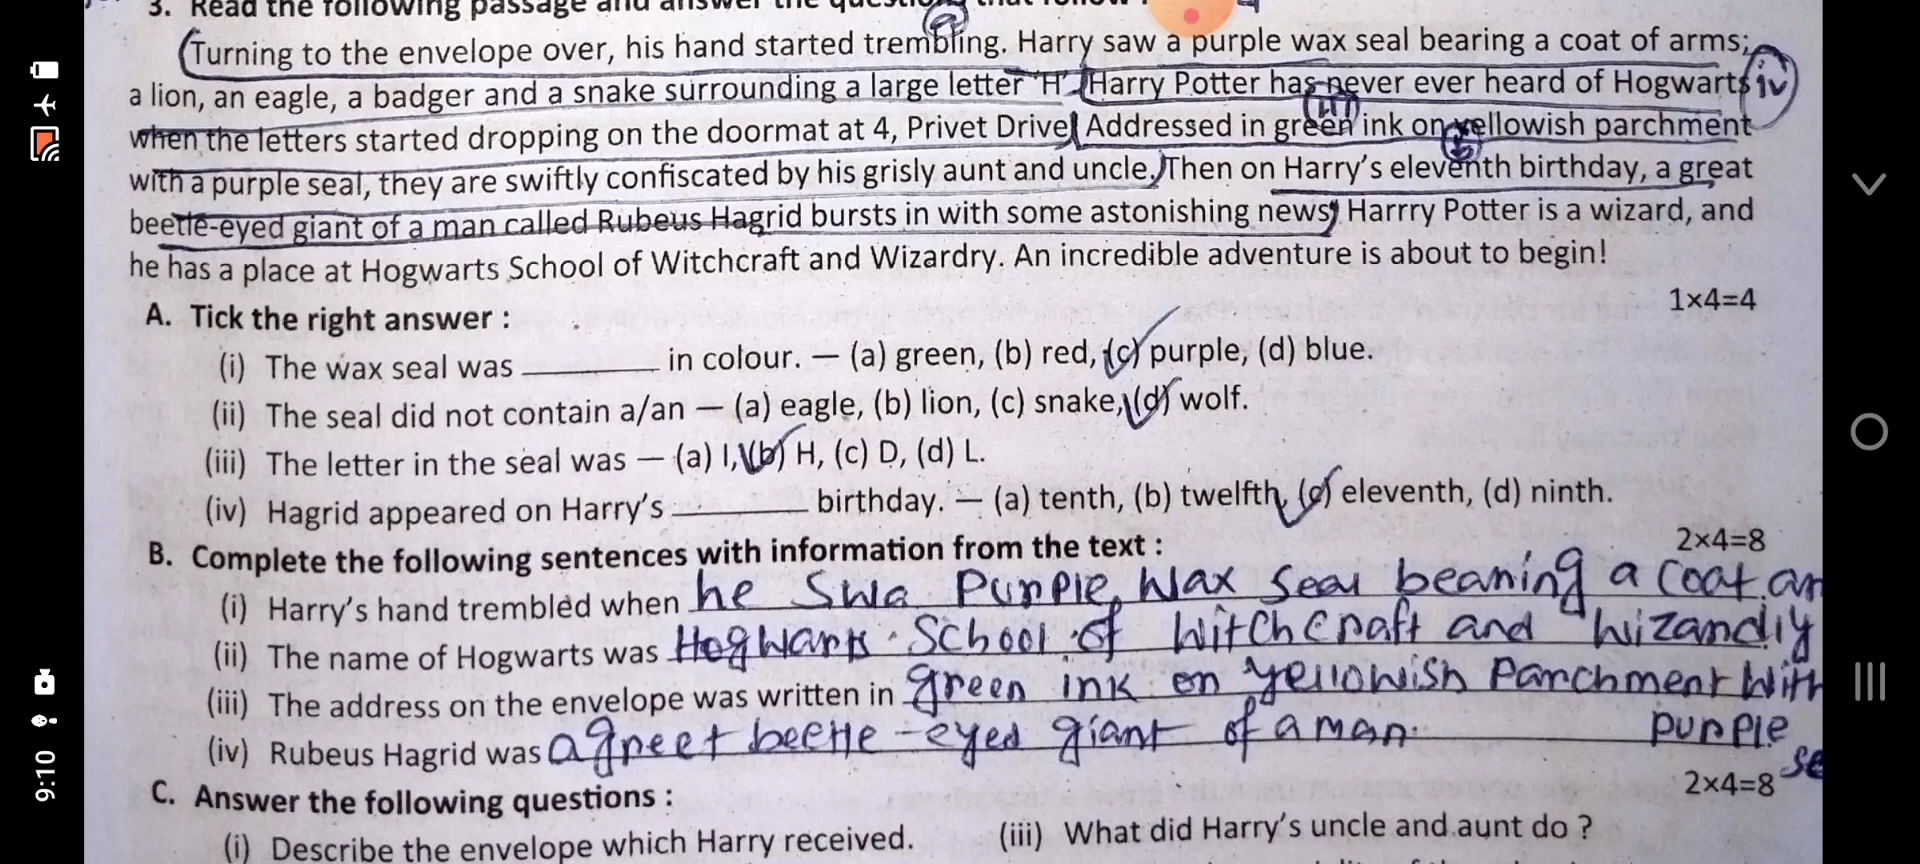 3. Read the following passage and answer the questions that follow :
(a)
Turning to the envelope over, his hand started trembling. Harry saw a purple wax seal bearing a coat of arms;
a lion, an eagle, a badger and a snake surrounding a large letter 'H'. Harry Potter has never ever heard of Hogwarts iv
when the letters started dropping on the doormat at 4, Privet Drive. Addressed in green ink on yellowish parchment
with a purple seal, they are swiftly confiscated by his grisly aunt and uncle. Then on Harry's eleventh birthday, a great
beetle-eyed giant of a man called Rubeus Hagrid bursts in with some astonishing news; Harrry Potter is a wizard, and
he has a place at Hogwarts School of Witchcraft and Wizardry. An incredible adventure is about to begin!
A. Tick the right answer : 1×4=4
(i) The wax seal was ________ in colour. — (a) green, (b) red, (c) purple, (d) blue.
(ii) The seal did not contain a/an — (a) eagle, (b) lion, (c) snake, (d) wolf.
(iii) The letter in the seal was — (a) I, (b) H, (c) D, (d) L.
(iv) Hagrid appeared on Harry's ________ birthday. — (a) tenth, (b) twelfth, (c) eleventh, (d) ninth.
B. Complete the following sentences with information from the text : 2×4=8
(i) Harry's hand trembled when he Swa Purple Wax Seal beaming a Coat an
(ii) The name of Hogwarts was Hogwarts School of WitchCraft and Wizandiy
(iii) The address on the envelope was written in green ink on yellowish Parchment With
purple se
(iv) Rubeus Hagrid was a greet beetle-eyed giant of a man
C. Answer the following questions : 2×4=8
(i) Describe the envelope which Harry received. (iii) What did Harry's uncle and aunt do ?
9:10